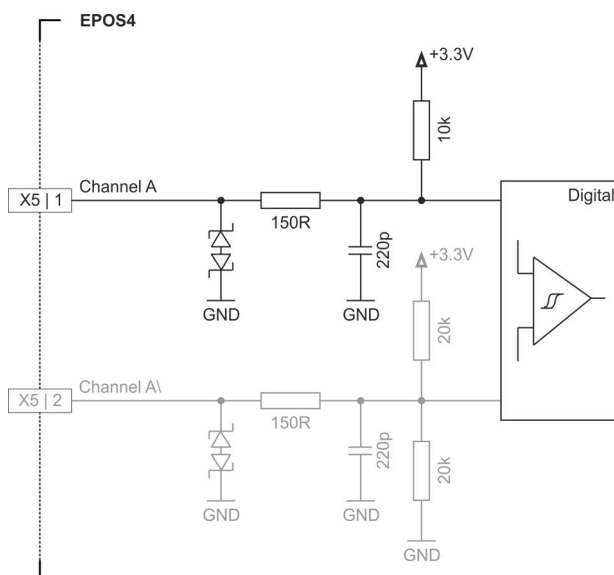 EPOS4
+3.3V
10k
X5 | 1
Channel A
150R
220p
GND
GND
Digital
+3.3V
20k
X5 | 2
Channel A\
150R
220p
20k
GND
GND
GND